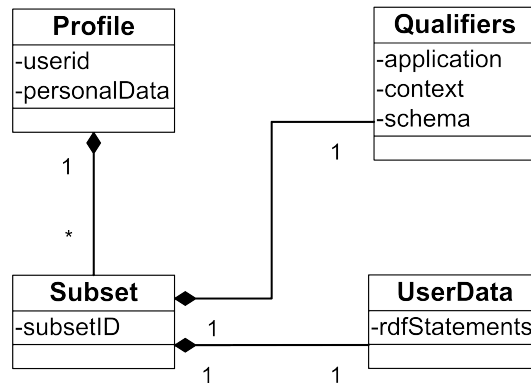 Profile
-userid
-personalData
1
*
Qualifiers
-application
-context
-schema
1
Subset
-subsetID
1
1
UserData
-rdfStatements
1